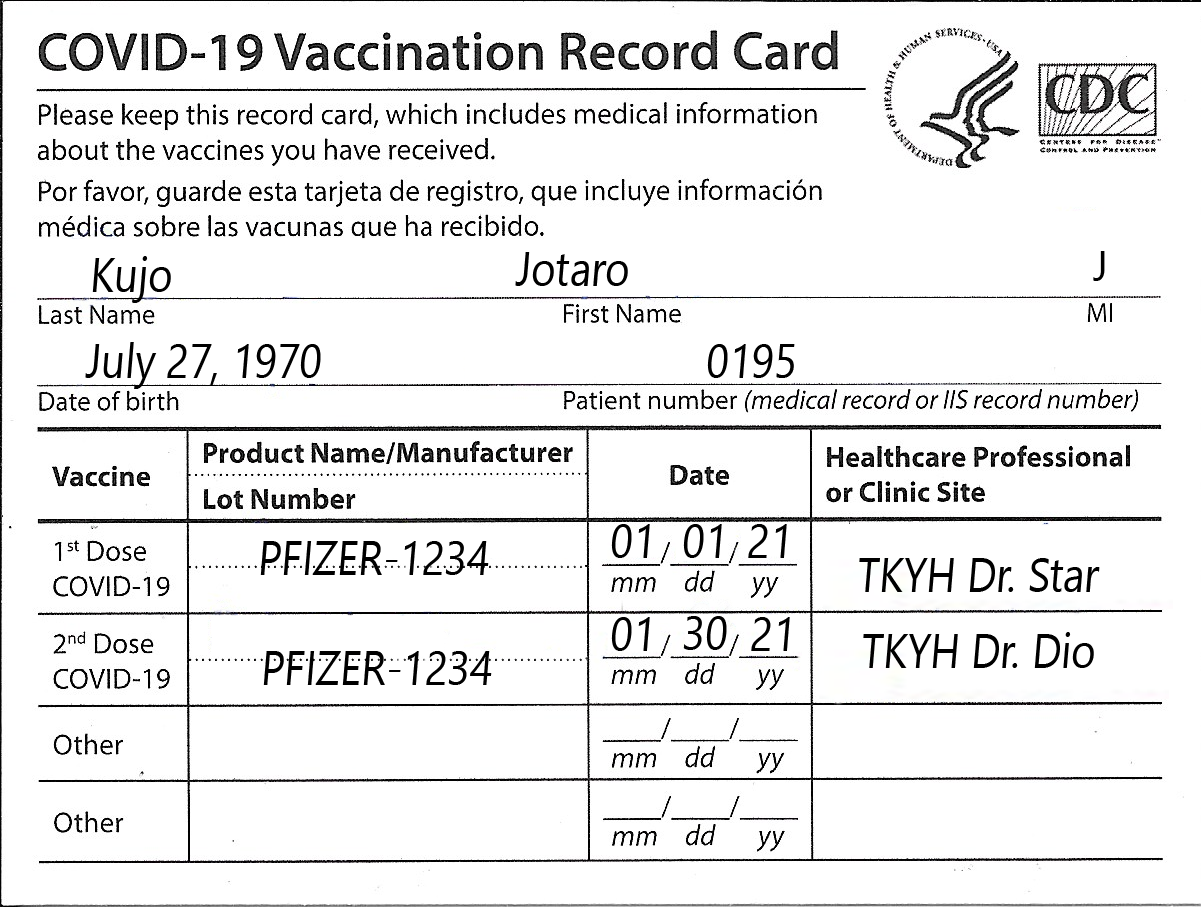 COVID-19 Vaccination Record Card
DEPARTMENT OF HEALTH & HUMAN SERVICES · USA
CDC
CENTERS FOR DISEASE
CONTROL AND PREVENTION
Please keep this record card, which includes medical information
about the vaccines you have received.
Por favor, guarde esta tarjeta de registro, que incluye información
médica sobre las vacunas que ha recibido.
Kujo Jotaro J
Last Name First Name MI
July 27, 1970 0195
Date of birth Patient number (medical record or IIS record number)
Vaccine Product Name/Manufacturer Date Healthcare Professional
Lot Number or Clinic Site
1st Dose PFIZER-1234 01/01/21 TKYH Dr. Star
COVID-19 mm dd yy
2nd Dose PFIZER-1234 01/30/21 TKYH Dr. Dio
COVID-19 mm dd yy
Other ___/___/___
mm dd yy
Other ___/___/___
mm dd yy